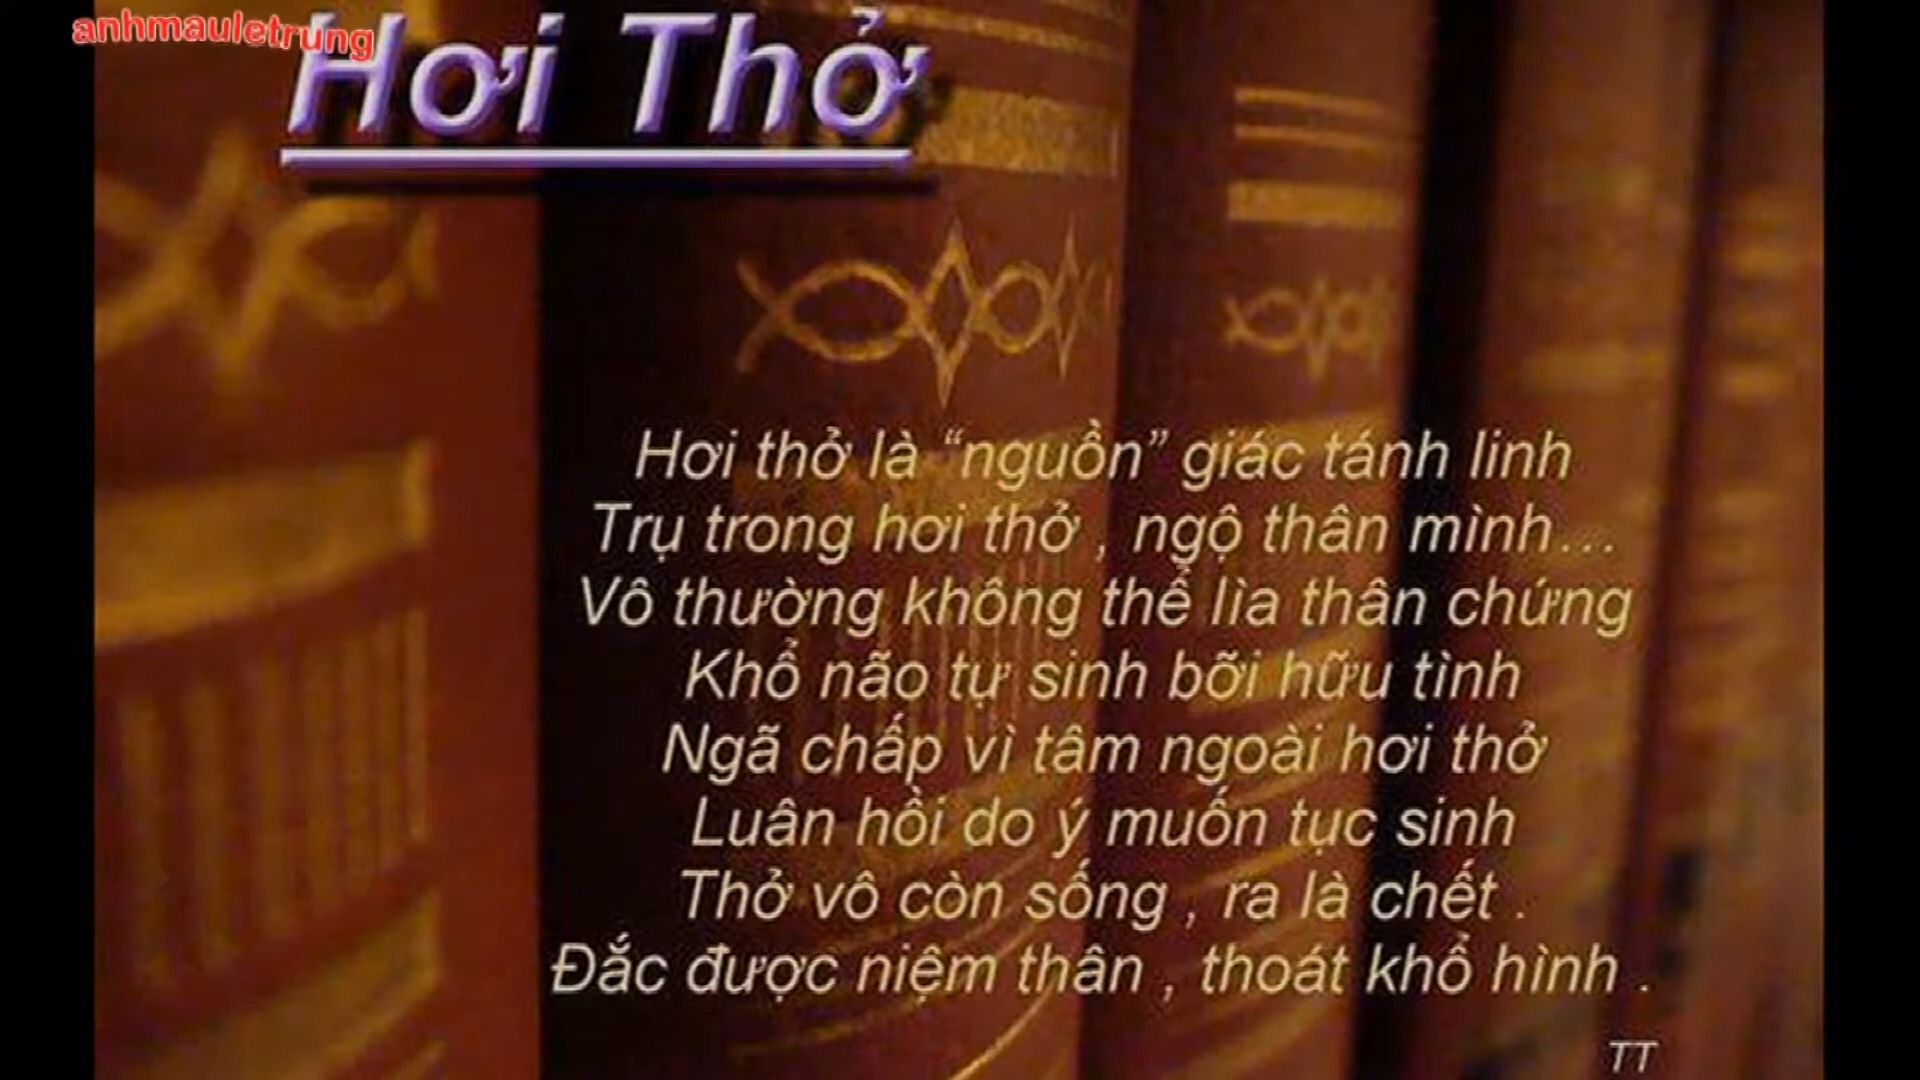 anhmauletrung
Hơi Thở
Hơi thở là “nguồn” giác tánh linh
Trụ trong hơi thở , ngộ thân mình...
Vô thường không thể lìa thân chứng
Khổ não tự sinh bỡi hữu tình
Ngã chấp vì tâm ngoài hơi thở
Luân hồi do ý muốn tục sinh
Thở vô còn sống , ra là chết .
Đắc được niệm thân , thoát khổ hình .
TT